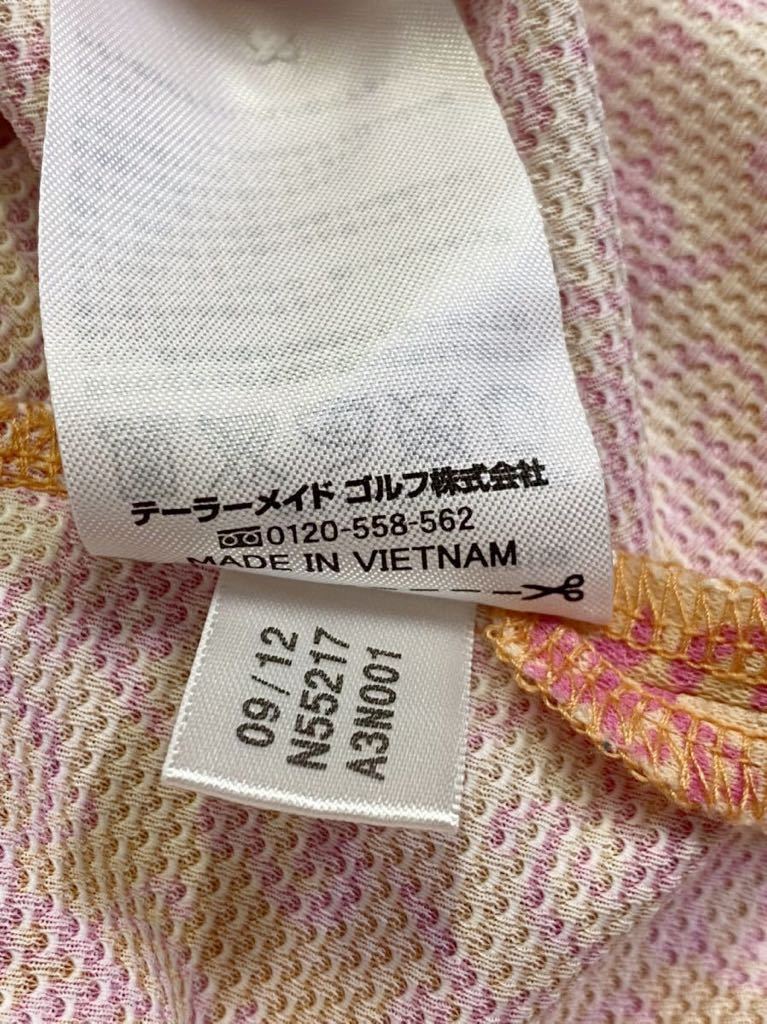 テーラーメイド ゴルフ株式会社
0120-558-562
MADE IN VIETNAM
09/12
N55217
A3N001